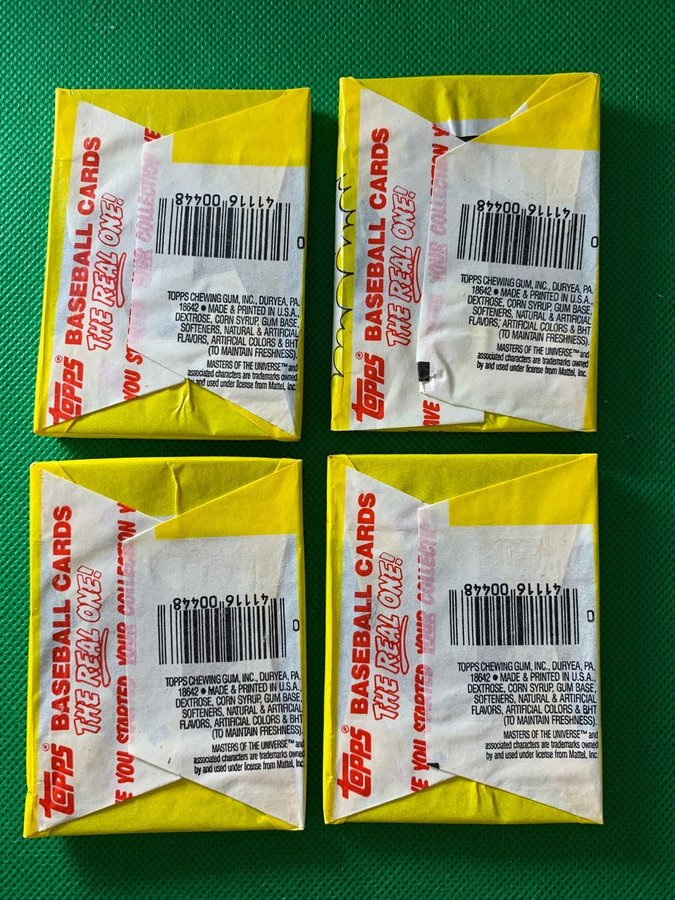 topps® BASEBALL CARDS
THE REAL ONE!
YOU ST YOUR COLLECTION
0 41116 00448
TOPPS CHEWING GUM, INC., DURYEA, PA.
18642 • MADE & PRINTED IN U.S.A.,
DEXTROSE, CORN SYRUP, GUM BASE,
SOFTENERS, NATURAL & ARTIFICIAL
FLAVORS, ARTIFICIAL COLORS & BHT
(TO MAINTAIN FRESHNESS).
MASTERS OF THE UNIVERSE™ and
associated characters are trademarks owned
by and used under license from Mattel, Inc.
topps® BASEBALL CARDS
THE REAL ONE!
AVE YOUR COLLECTION Y
0 41116 00448
TOPPS CHEWING GUM, INC., DURYEA, PA.
18642 • MADE & PRINTED IN U.S.A.,
DEXTROSE, CORN SYRUP, GUM BASE,
SOFTENERS, NATURAL & ARTIFICIAL
FLAVORS, ARTIFICIAL COLORS & BHT
(TO MAINTAIN FRESHNESS).
MASTERS OF THE UNIVERSE™ and
associated characters are trademarks owned
by and used under license from Mattel, Inc.
topps® BASEBALL CARDS
THE REAL ONE!
E YOU STARTED YOUR COLLECTION Y
41116 00448
TOPPS CHEWING GUM, INC., DURYEA, PA.
18642 • MADE & PRINTED IN U.S.A.,
DEXTROSE, CORN SYRUP, GUM BASE,
SOFTENERS, NATURAL & ARTIFICIAL
FLAVORS, ARTIFICIAL COLORS & BHT
(TO MAINTAIN FRESHNESS).
MASTERS OF THE UNIVERSE™ and
associated characters are trademarks owned
by and used under license from Mattel, Inc.
topps® BASEBALL CARDS
THE REAL ONE!
E YOU STARTED YOUR COLLECTIO
0 41116 00448
TOPPS CHEWING GUM, INC., DURYEA, PA.
18642 • MADE & PRINTED IN U.S.A.,
DEXTROSE, CORN SYRUP, GUM BASE,
SOFTENERS, NATURAL & ARTIFICIAL
FLAVORS, ARTIFICIAL COLORS & BHT
(TO MAINTAIN FRESHNESS).
MASTERS OF THE UNIVERSE™ and
associated characters are trademarks owned
by and used under license from Mattel, Inc.